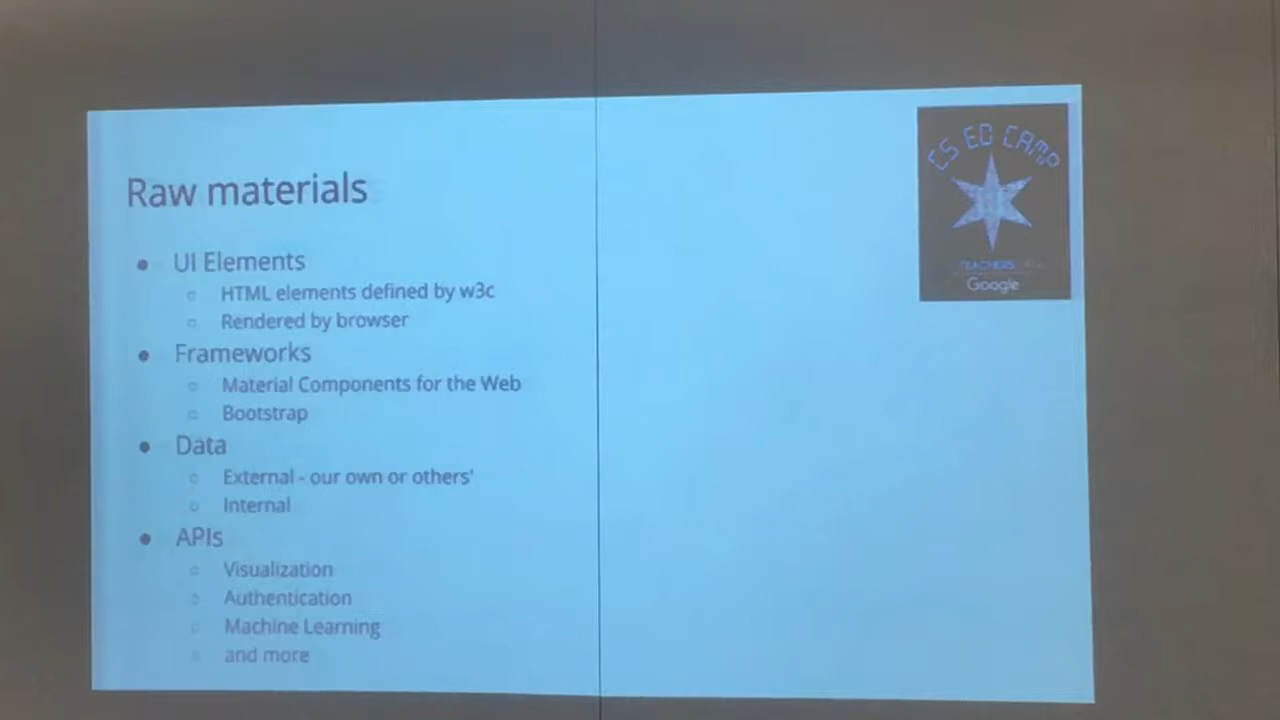 Raw materials
● UI Elements
○ HTML elements defined by w3c
○ Rendered by browser
● Frameworks
○ Material Components for the Web
○ Bootstrap
● Data
○ External - our own or others'
○ Internal
● APIs
○ Visualization
○ Authentication
○ Machine Learning
○ and more
CS ED CAMP
TEACHERS
Google